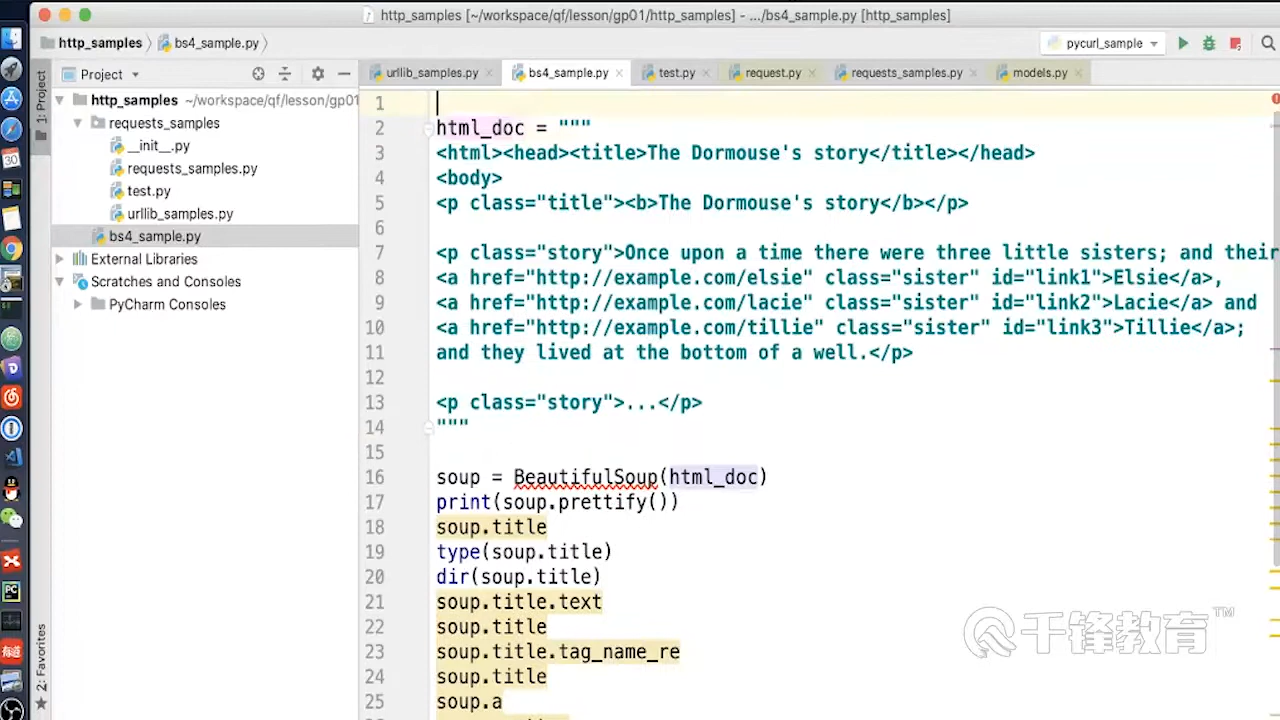 http_samples [~/workspace/qf/lesson/gp01/http_samples] - .../bs4_sample.py [http_samples]
http_samples
bs4_sample.py
pycurl_sample
1: Project
Project
urllib_samples.py
bs4_sample.py
test.py
request.py
requests_samples.py
models.py
http_samples ~/workspace/qf/lesson/gp01
requests_samples
__init__.py
requests_samples.py
test.py
urllib_samples.py
bs4_sample.py
External Libraries
Scratches and Consoles
PyCharm Consoles
2: Favorites
1
2 html_doc = """
3 <html><head><title>The Dormouse's story</title></head>
4 <body>
5 <p class="title"><b>The Dormouse's story</b></p>
6
7 <p class="story">Once upon a time there were three little sisters; and their
8 <a href="http://example.com/elsie" class="sister" id="link1">Elsie</a>,
9 <a href="http://example.com/lacie" class="sister" id="link2">Lacie</a> and
10 <a href="http://example.com/tillie" class="sister" id="link3">Tillie</a>;
11 and they lived at the bottom of a well.</p>
12
13 <p class="story">...</p>
14 """
15
16 soup = BeautifulSoup(html_doc)
17 print(soup.prettify())
18 soup.title
19 type(soup.title)
20 dir(soup.title)
21 soup.title.text
22 soup.title
23 soup.title.tag_name_re
24 soup.title
25 soup.a
千锋教育™
30
PC
有道